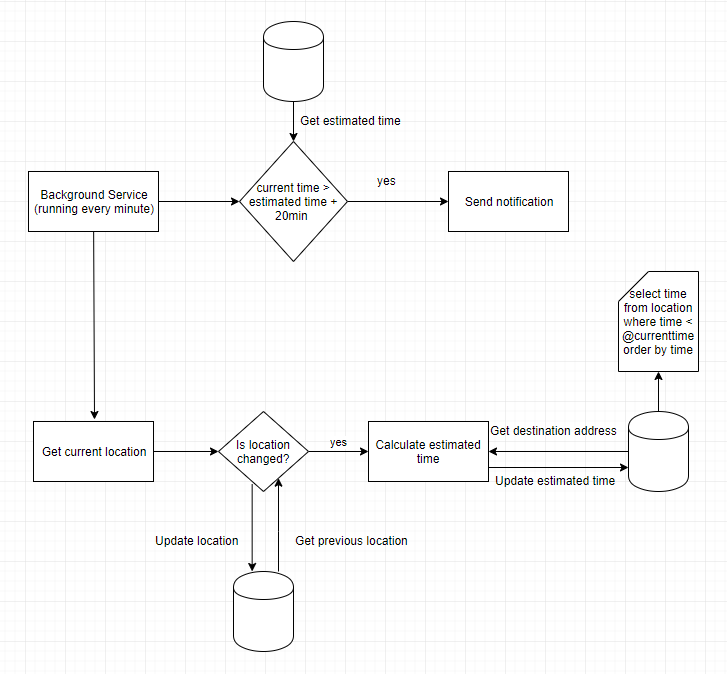 Get estimated time
Background Service
(running every minute)
current time >
estimated time +
20min
yes
Send notification
select time
from location
where time <
@currenttime
order by time
Get current location
Is location
changed?
yes
Calculate estimated
time
Get destination address
Update estimated time
Update location
Get previous location